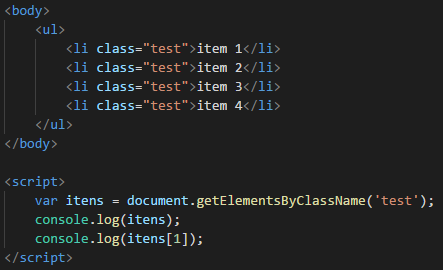 <body>
    <ul>
        <li class="test">item 1</li>
        <li class="test">item 2</li>
        <li class="test">item 3</li>
        <li class="test">item 4</li>
    </ul>
</body>

<script>
    var itens = document.getElementsByClassName('test');
    console.log(itens);
    console.log(itens[1]);
</script>